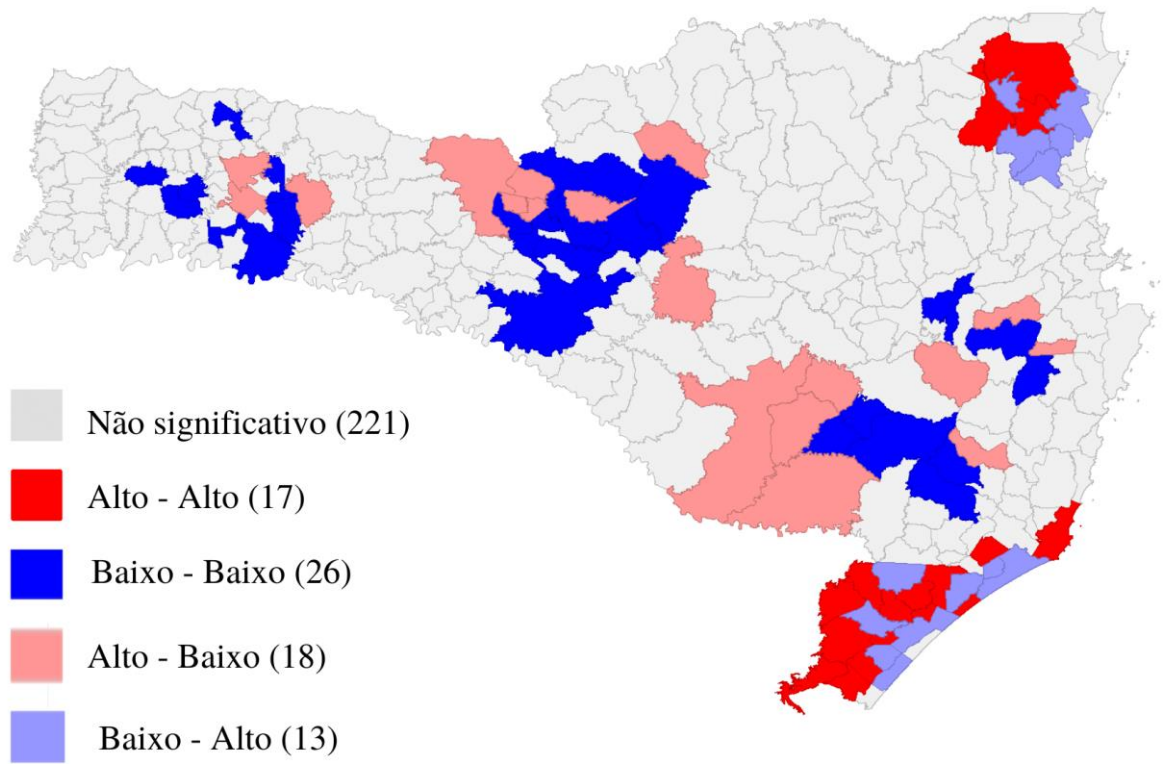 Não significativo (221)
Alto - Alto (17)
Baixo - Baixo (26)
Alto - Baixo (18)
Baixo - Alto (13)